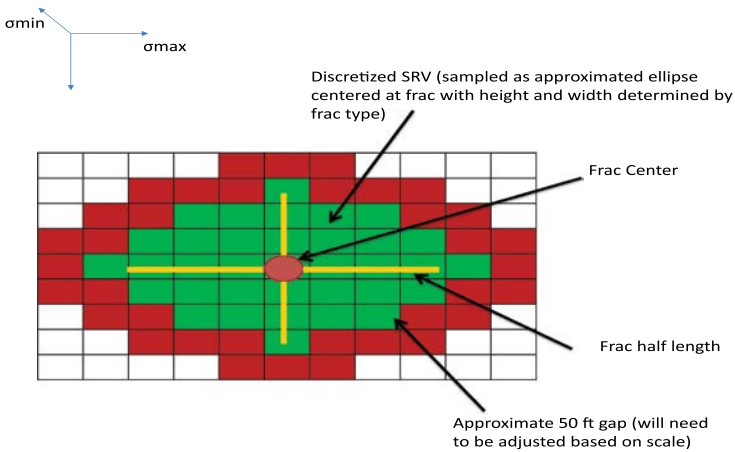 σmin
σmax
Discretized SRV (sampled as approximated ellipse
centered at frac with height and width determined by
frac type)
Frac Center
Frac half length
Approximate 50 ft gap (will need
to be adjusted based on scale)